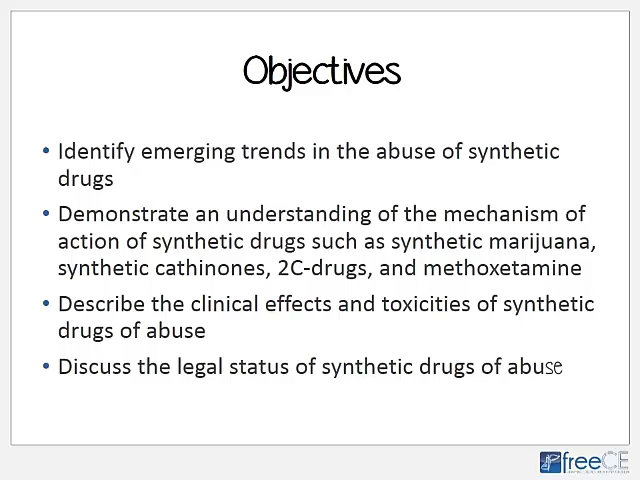 Objectives
• Identify emerging trends in the abuse of synthetic
drugs
• Demonstrate an understanding of the mechanism of
action of synthetic drugs such as synthetic marijuana,
synthetic cathinones, 2C-drugs, and methoxetamine
• Describe the clinical effects and toxicities of synthetic
drugs of abuse
• Discuss the legal status of synthetic drugs of abuse
freeCE